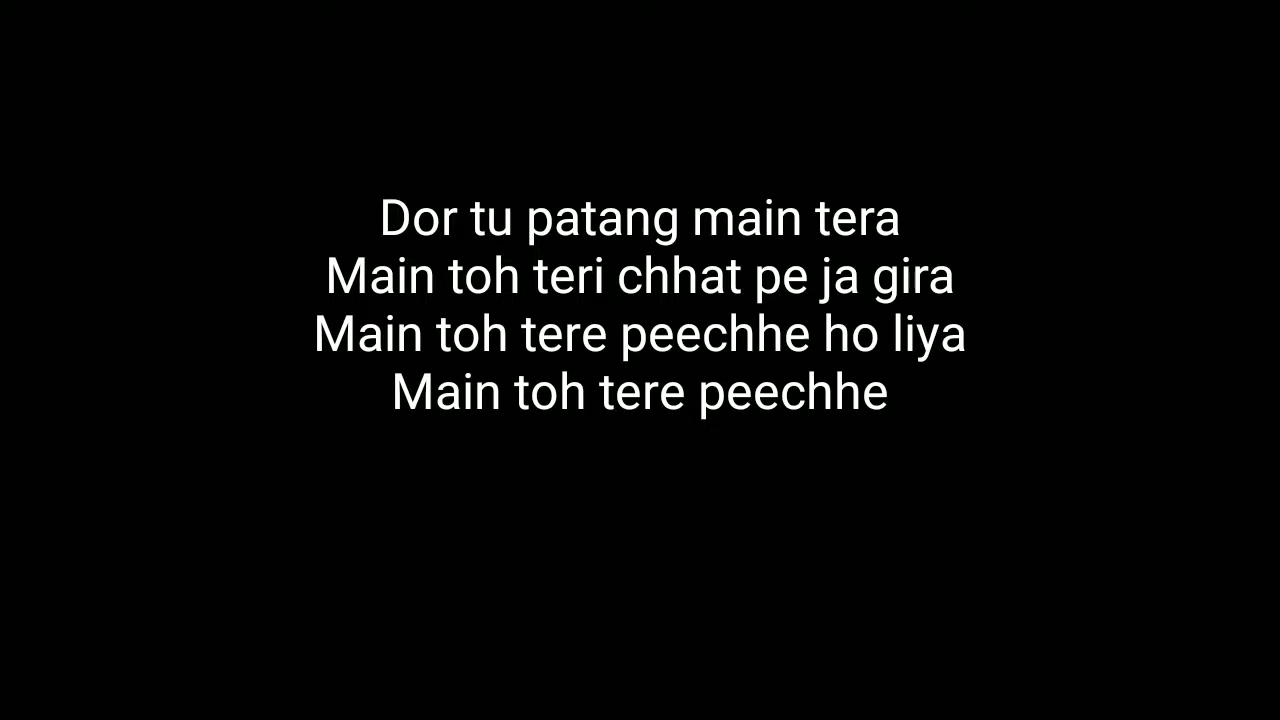 Dor tu patang main tera
Main toh teri chhat pe ja gira
Main toh tere peechhe ho liya
Main toh tere peechhe